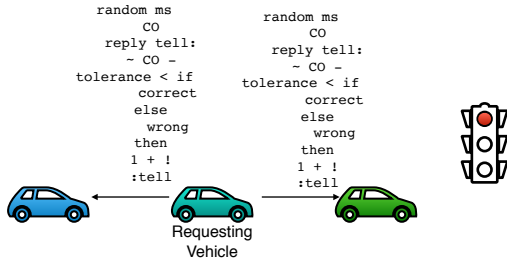 random ms
CO
reply tell:
~ CO -
tolerance < if
correct
else
wrong
then
1 + !
:tell
random ms
CO
reply tell:
~ CO -
tolerance < if
correct
else
wrong
then
1 + !
:tell
Requesting
Vehicle